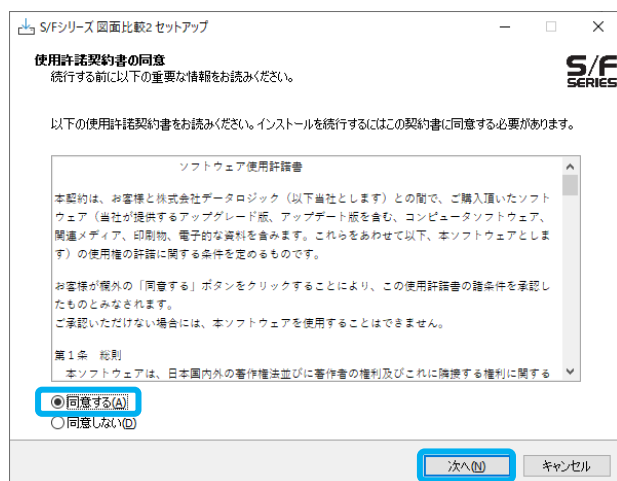 S/Fシリーズ 図面比較2 セットアップ
使用許諾契約書の同意
続行する前に以下の重要な情報をお読みください。
S/F
SERIES
以下の使用許諾契約書をお読みください。インストールを続行するにはこの契約書に同意する必要があります。
ソフトウェア使用許諾書
本契約は、お客様と株式会社データロジック（以下当社とします）との間で、ご購入頂いたソフト
ウェア（当社が提供するアップグレード版、アップデート版を含む、コンピュータソフトウェア、
関連メディア、印刷物、電子的な資料を含みます。これらをあわせて以下、本ソフトウェアとしま
す）の使用権の許諾に関する条件を定めるものです。
お客様が欄外の「同意する」ボタンをクリックすることにより、この使用許諾書の諸条件を承認し
たものとみなされます。
ご承認いただけない場合には、本ソフトウェアを使用することはできません。
第1条 総則
本ソフトウェアは、日本国内外の著作権法並びに著作者の権利及びこれに隣接する権利に関する
同意する(A)
同意しない(D)
次へ(N)
キャンセル